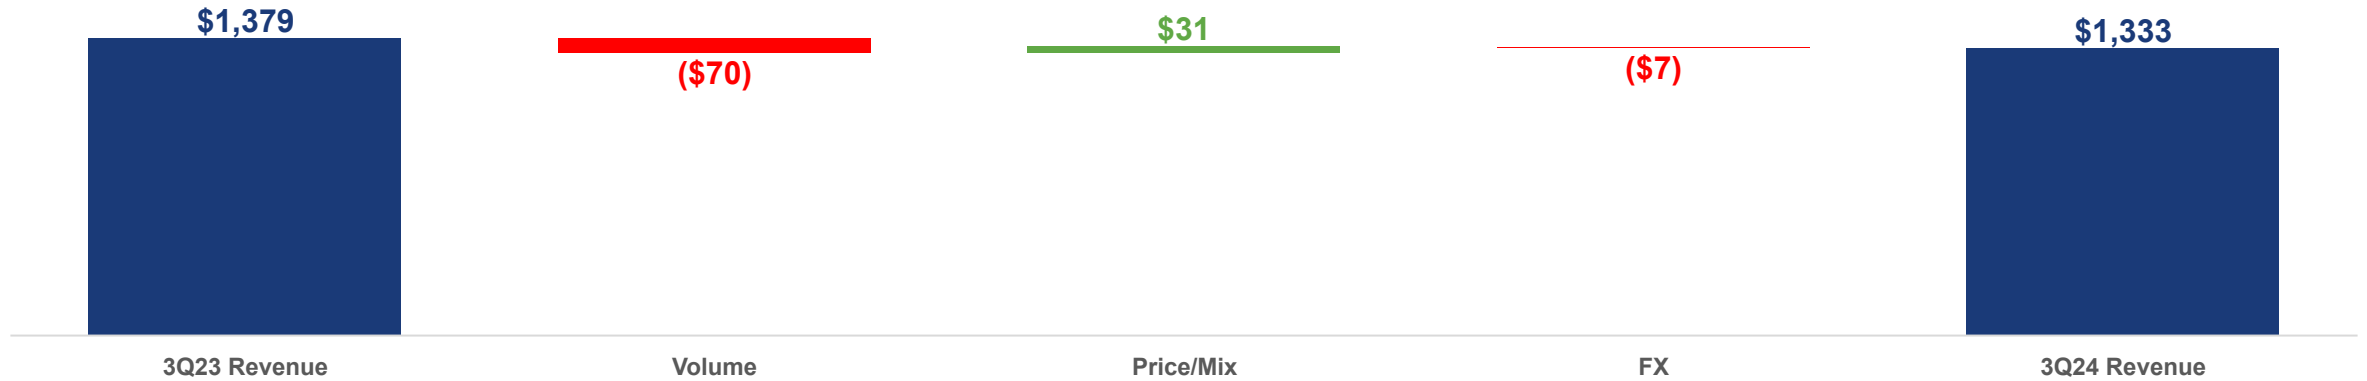 $1,379
($70)
$31
($7)
$1,333
3Q23 Revenue
Volume
Price/Mix
FX
3Q24 Revenue